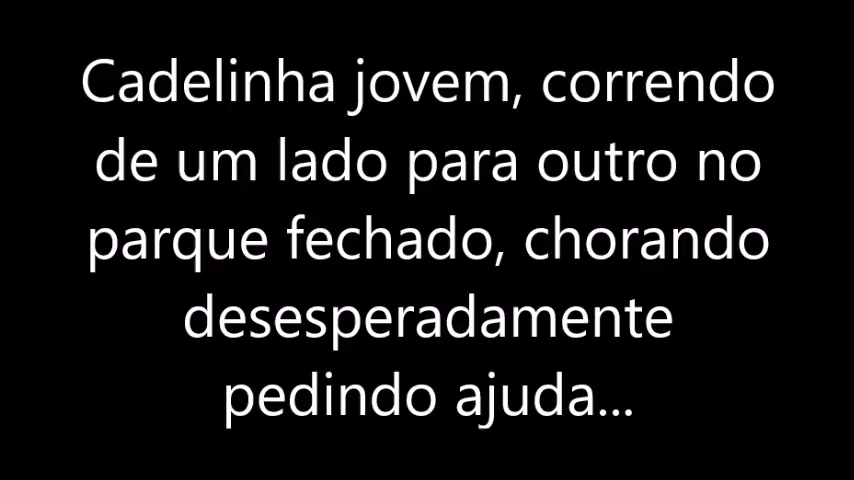 Cadelinha jovem, correndo
de um lado para outro no
parque fechado, chorando
desesperadamente
pedindo ajuda...